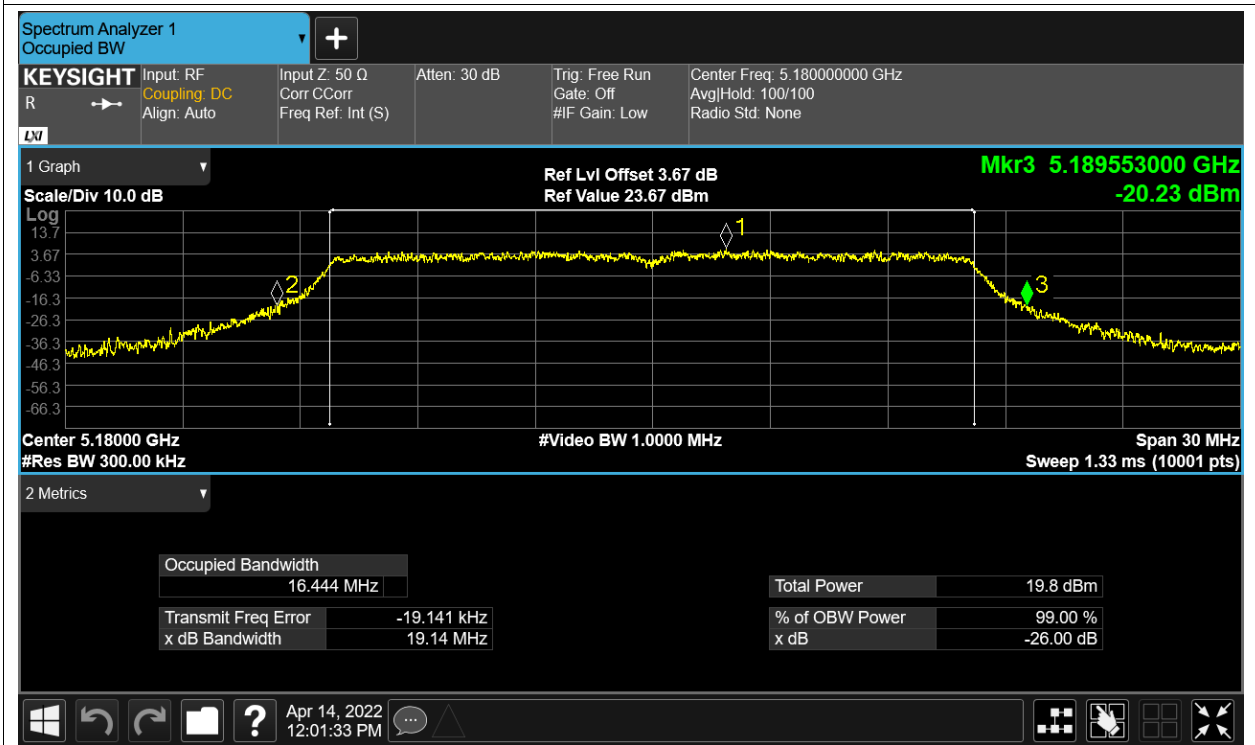 Spectrum Analyzer 1
Occupied BW
KEYSIGHT
R
LXI
Input: RF
Coupling: DC
Align: Auto
Input Z: 50 Ω
Corr CCorr
Freq Ref: Int (S)
Atten: 30 dB
Trig: Free Run
Gate: Off
#IF Gain: Low
Center Freq: 5.180000000 GHz
Avg|Hold: 100/100
Radio Std: None
1 Graph
Scale/Div 10.0 dB
Ref Lvl Offset 3.67 dB
Ref Value 23.67 dBm
Mkr3 5.189553000 GHz
-20.23 dBm
Log
13.7
3.67
-6.33
-16.3
-26.3
-36.3
-46.3
-56.3
-66.3
1
2
3
Center 5.18000 GHz
#Video BW 1.0000 MHz
Span 30 MHz
#Res BW 300.00 kHz
Sweep 1.33 ms (10001 pts)
2 Metrics
Occupied Bandwidth
16.444 MHz
Total Power 19.8 dBm
Transmit Freq Error -19.141 kHz
% of OBW Power 99.00 %
x dB Bandwidth 19.14 MHz
x dB -26.00 dB
?
Apr 14, 2022
12:01:33 PM